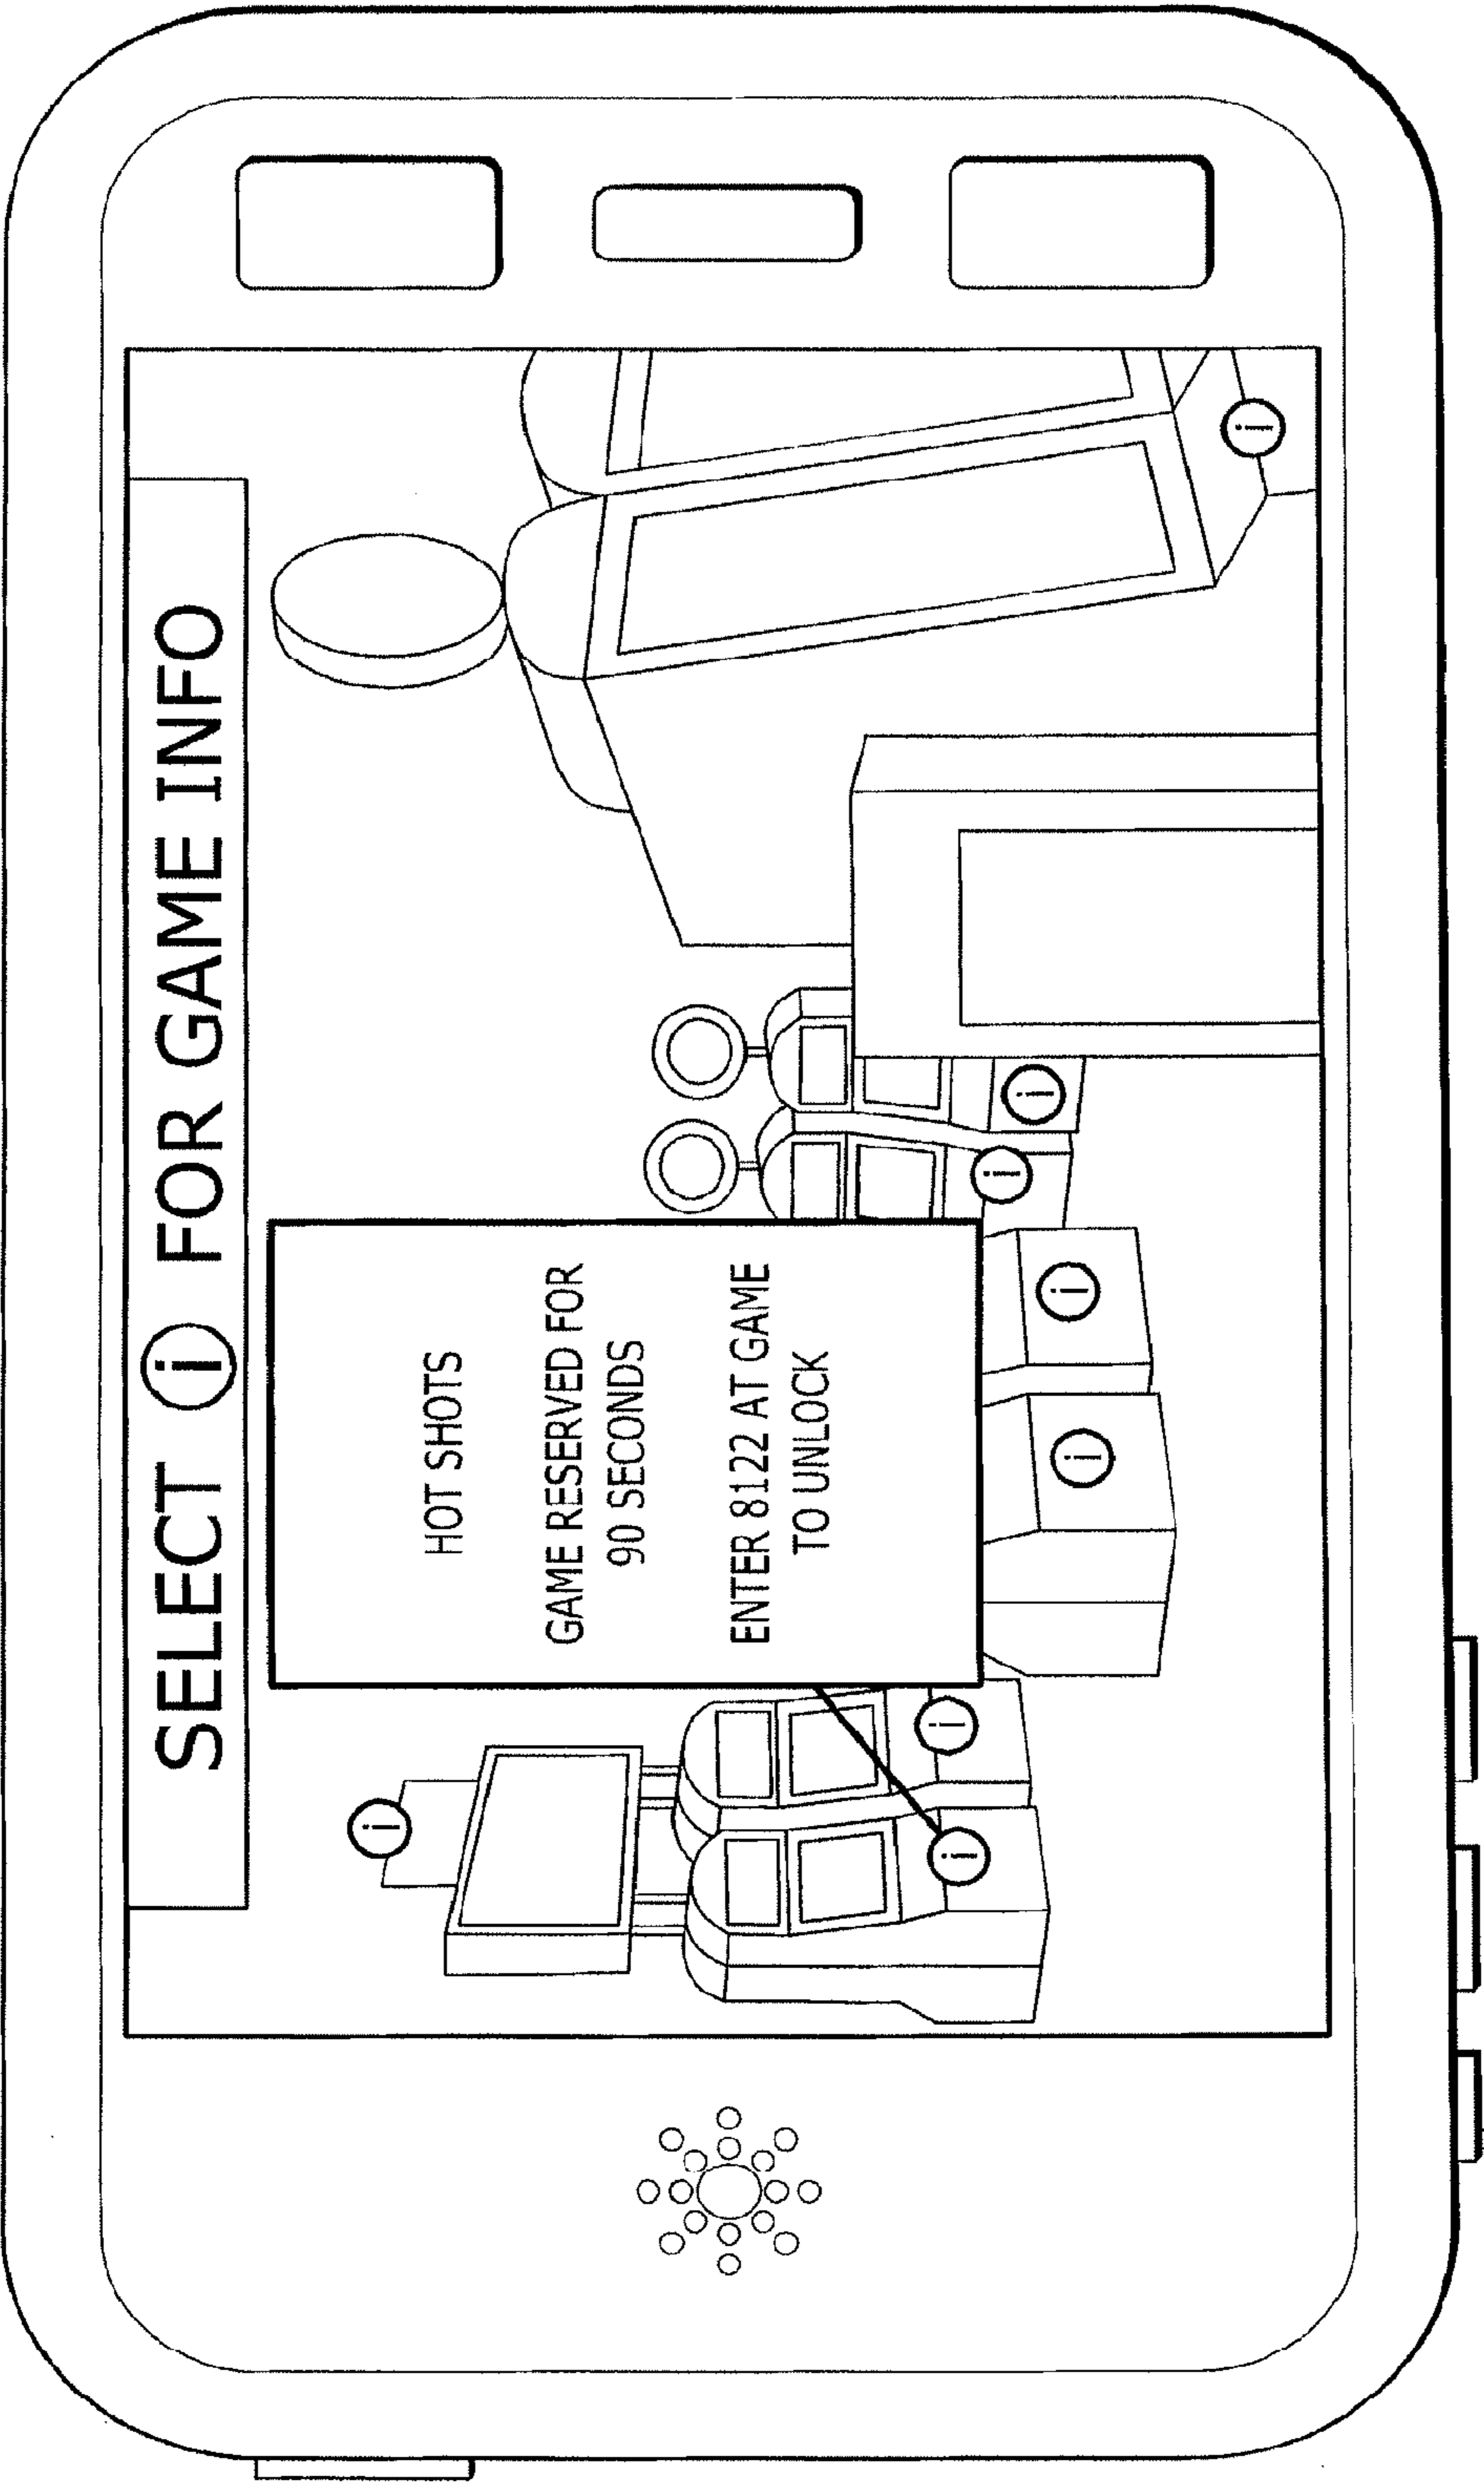 SELECT i FOR GAME INFO
HOT SHOTS
GAME RESERVED FOR
90 SECONDS
ENTER 8122 AT GAME
TO UNLOCK
i
i
i
i
i
i
i
i